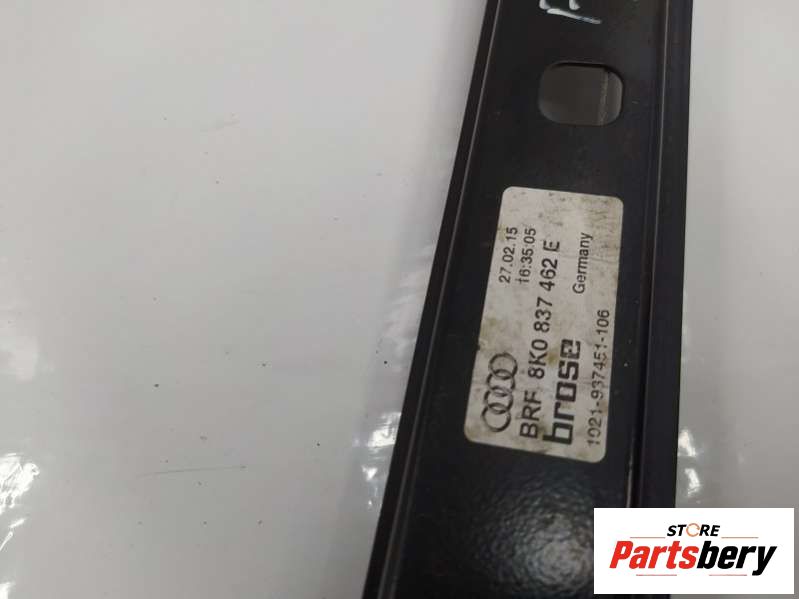 27.02.15
16:35:05
BRF 8K0 837 462 E
brose
Germany
1021-937451-106
STORE
Partsbery